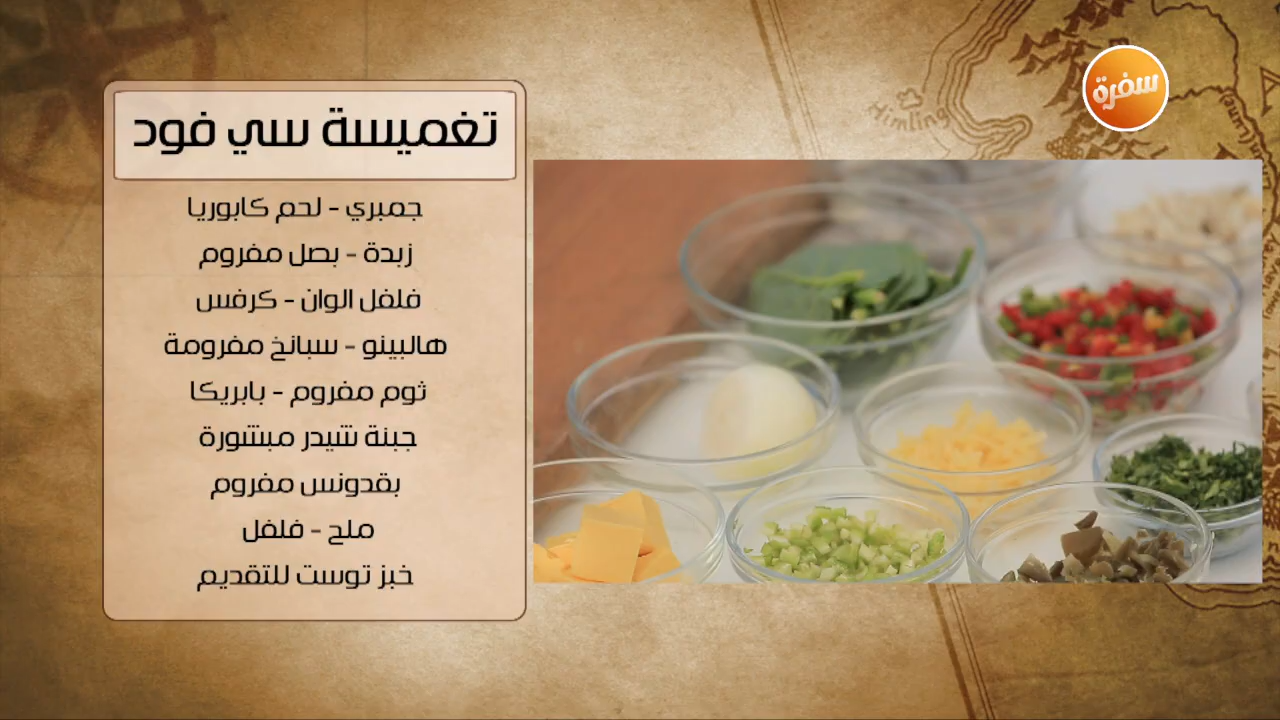 سفرة
Himling
تغميسة سي فود
جمبري - لحم كابوريا
زبدة - بصل مفروم
فلفل الوان - كرفس
هالبينو - سبانخ مفرومة
ثوم مفروم - بابريكا
جبنة شيدر مبشورة
بقدونس مفروم
ملح - فلفل
خبز توست للتقديم